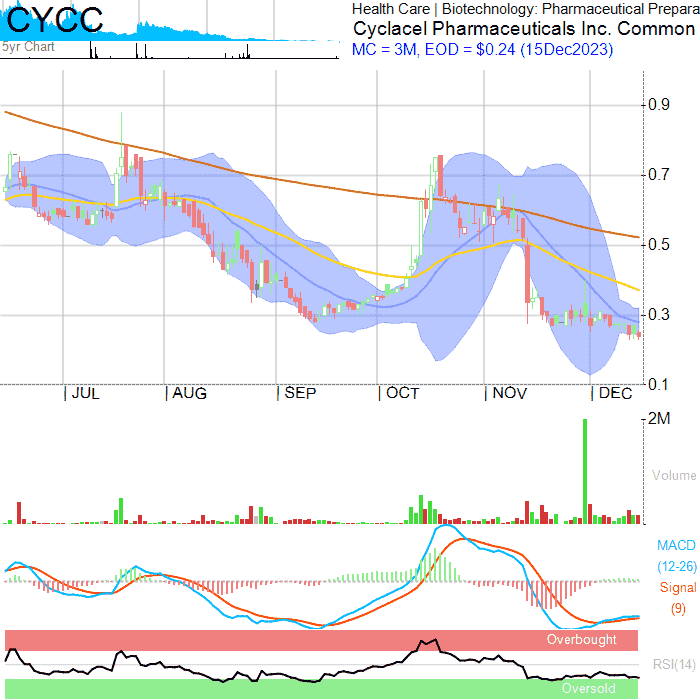 CYCC
5yr Chart
Health Care | Biotechnology: Pharmaceutical Prepara
Cyclacel Pharmaceuticals Inc. Common
MC = 3M, EOD = $0.24 (15Dec2023)
0.9
0.7
0.5
0.3
0.1
JUL AUG SEP OCT NOV DEC
2M
Volume
MACD
(12-26)
Signal
(9)
Overbought
RSI(14)
Oversold